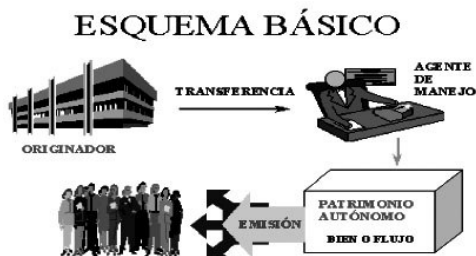 ESQUEMA BÁSICO
TRANSFERENCIA
AGENTE
DE
MANEJO
ORIGINADOR
EMISIÓN
PATRIMONIO
AUTÓNOMO
BIEN O FLUJO